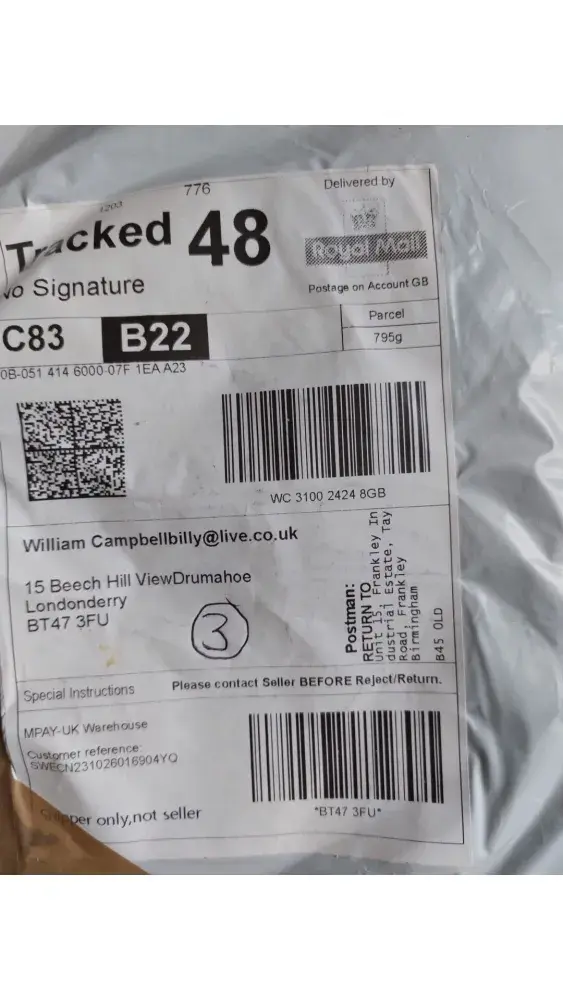 776
Delivered by
1203
Tracked 48
Royal Mail
No Signature
Postage on Account GB
C83 B22
Parcel
795g
0B-051 414 6000-07F 1EA A23
WC 3100 2424 8GB
William Campbellbilly@live.co.uk
15 Beech Hill ViewDrumahoe
Londonderry
BT47 3FU
3
Postman:
RETURN TO
Unit 15, Frankley In
dustrial Estate, Tay
Road, Frankley
Birmingham
B45 0LD
Special Instructions
Please contact Seller BEFORE Reject/Return.
MPAY-UK Warehouse
Customer reference:
SWECN231026016904YQ
Shipper only,not seller
*BT47 3FU*